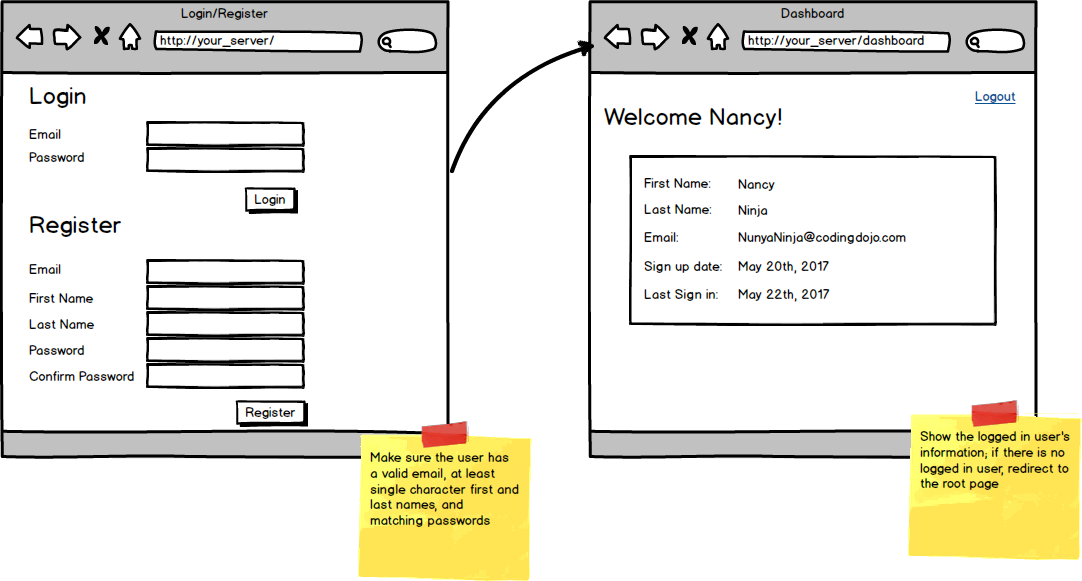 Login/Register
http://your_server/
Login
Email
Password
Login
Register
Email
First Name
Last Name
Password
Confirm Password
Register
Make sure the user has
a valid email, at least
single character first and
last names, and
matching passwords
Dashboard
http://your_server/dashboard
Logout
Welcome Nancy!
First Name: Nancy
Last Name: Ninja
Email: NunyaNinja@codingdojo.com
Sign up date: May 20th, 2017
Last Sign in: May 22th, 2017
Show the logged in user's
information; if there is no
logged in user, redirect to
the root page